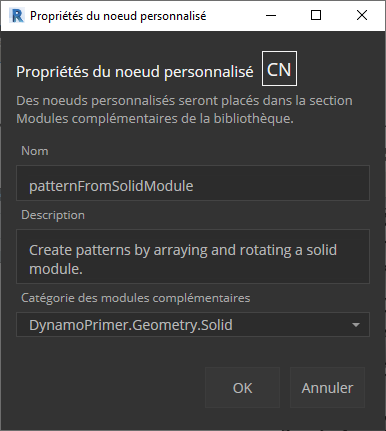 Propriétés du noeud personnalisé
Propriétés du noeud personnalisé CN
Des noeuds personnalisés seront placés dans la section
Modules complémentaires de la bibliothèque.
Nom
patternFromSolidModule
Description
Create patterns by arraying and rotating a solid
module.
Catégorie des modules complémentaires
DynamoPrimer.Geometry.Solid
OK Annuler